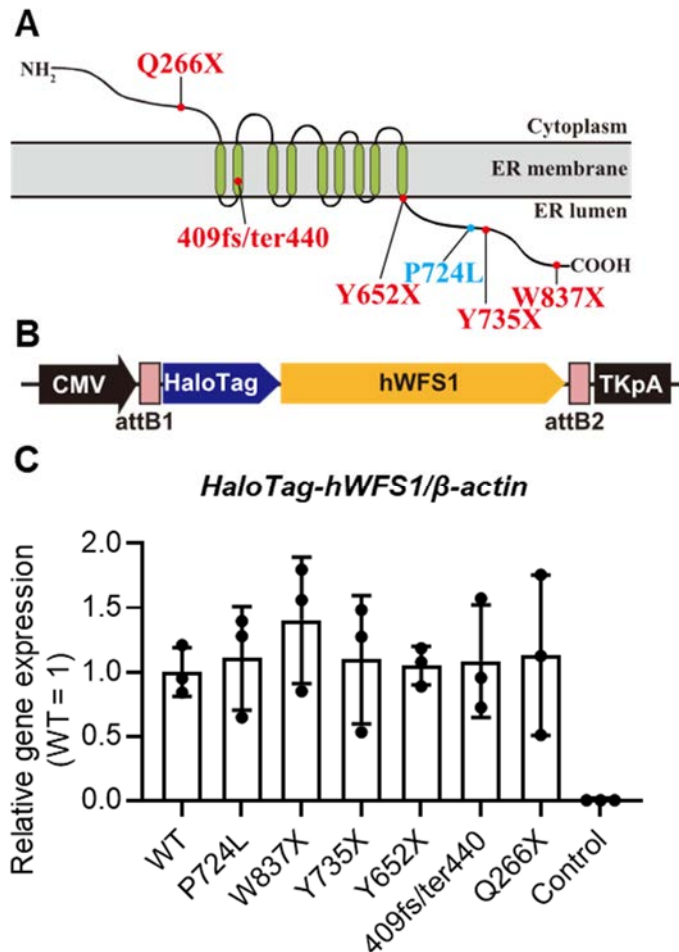 A
Q266X
NH2
Cytoplasm
ER membrane
ER lumen
409fs/ter440
P724L
Y652X
W837X
Y735X
COOH
B
CMV
HaloTag
hWFS1
TKpA
attB1
attB2
C
HaloTag-hWFS1/β-actin
Relative gene expression
(WT = 1)
2.0
1.5
1.0
0.5
0.0
WT
P724L
W837X
Y735X
Y652X
409fs/ter440
Q266X
Control